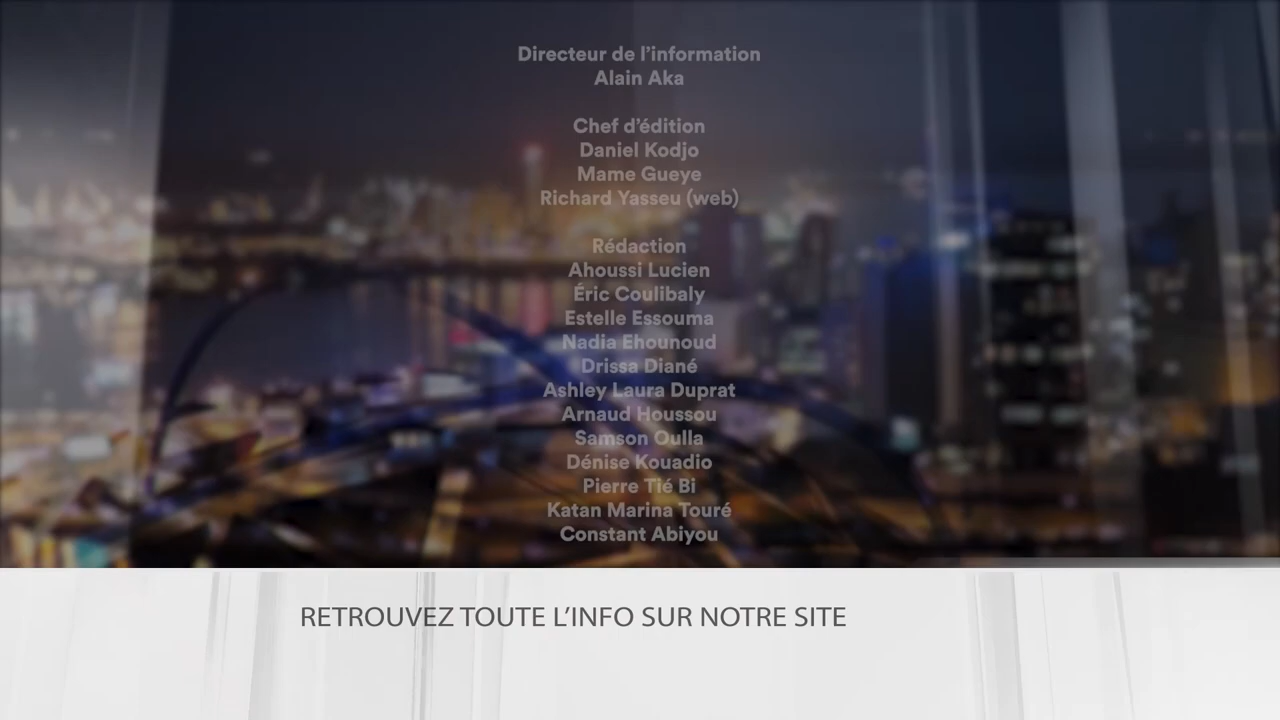 Directeur de l’information
Alain Aka
Chef d’édition
Daniel Kodjo
Mame Gueye
Richard Yasseu (web)
Rédaction
Ahoussi Lucien
Éric Coulibaly
Estelle Essouma
Nadia Ehounoud
Drissa Diané
Ashley Laura Duprat
Arnaud Houssou
Samson Oulla
Dénise Kouadio
Pierre Tié Bi
Katan Marina Touré
Constant Abiyou
RETROUVEZ TOUTE L’INFO SUR NOTRE SITE